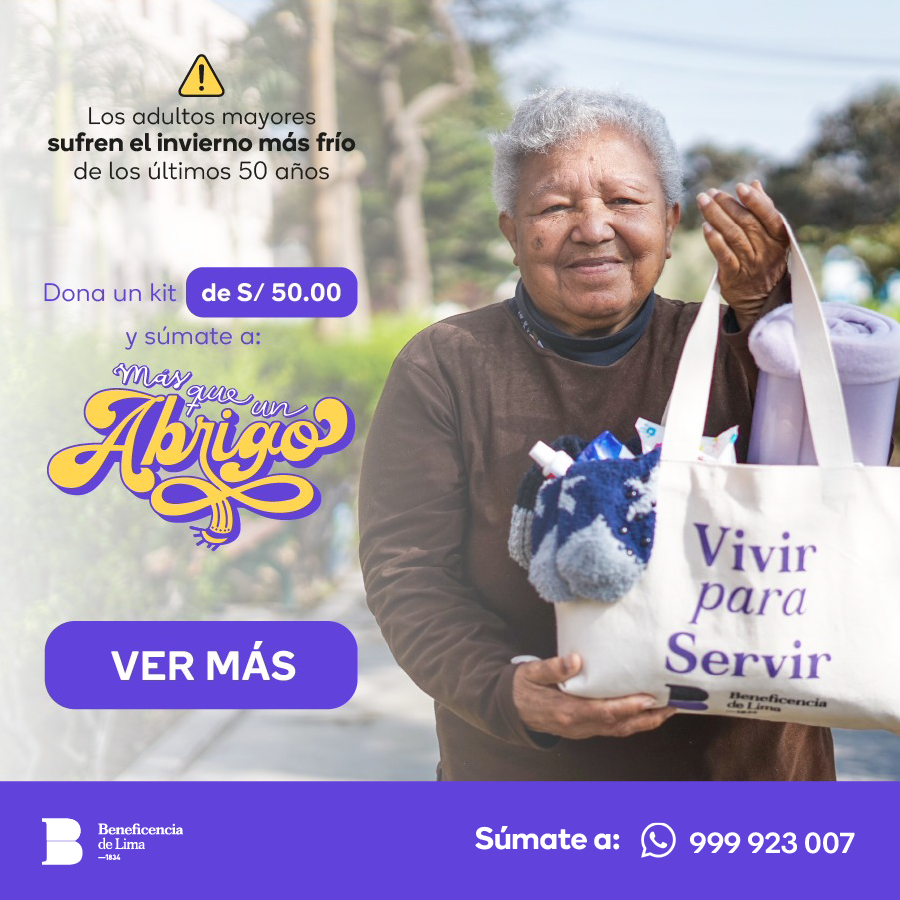 Los adultos mayores
sufren el invierno más frío
de los últimos 50 años
Dona un kit de S/ 50.00
y súmate a:
Más que un
Abrigo
VER MÁS
Vivir
para
Servir
Beneficencia
de Lima
Beneficencia
de Lima
—1834
Súmate a: 999 923 007